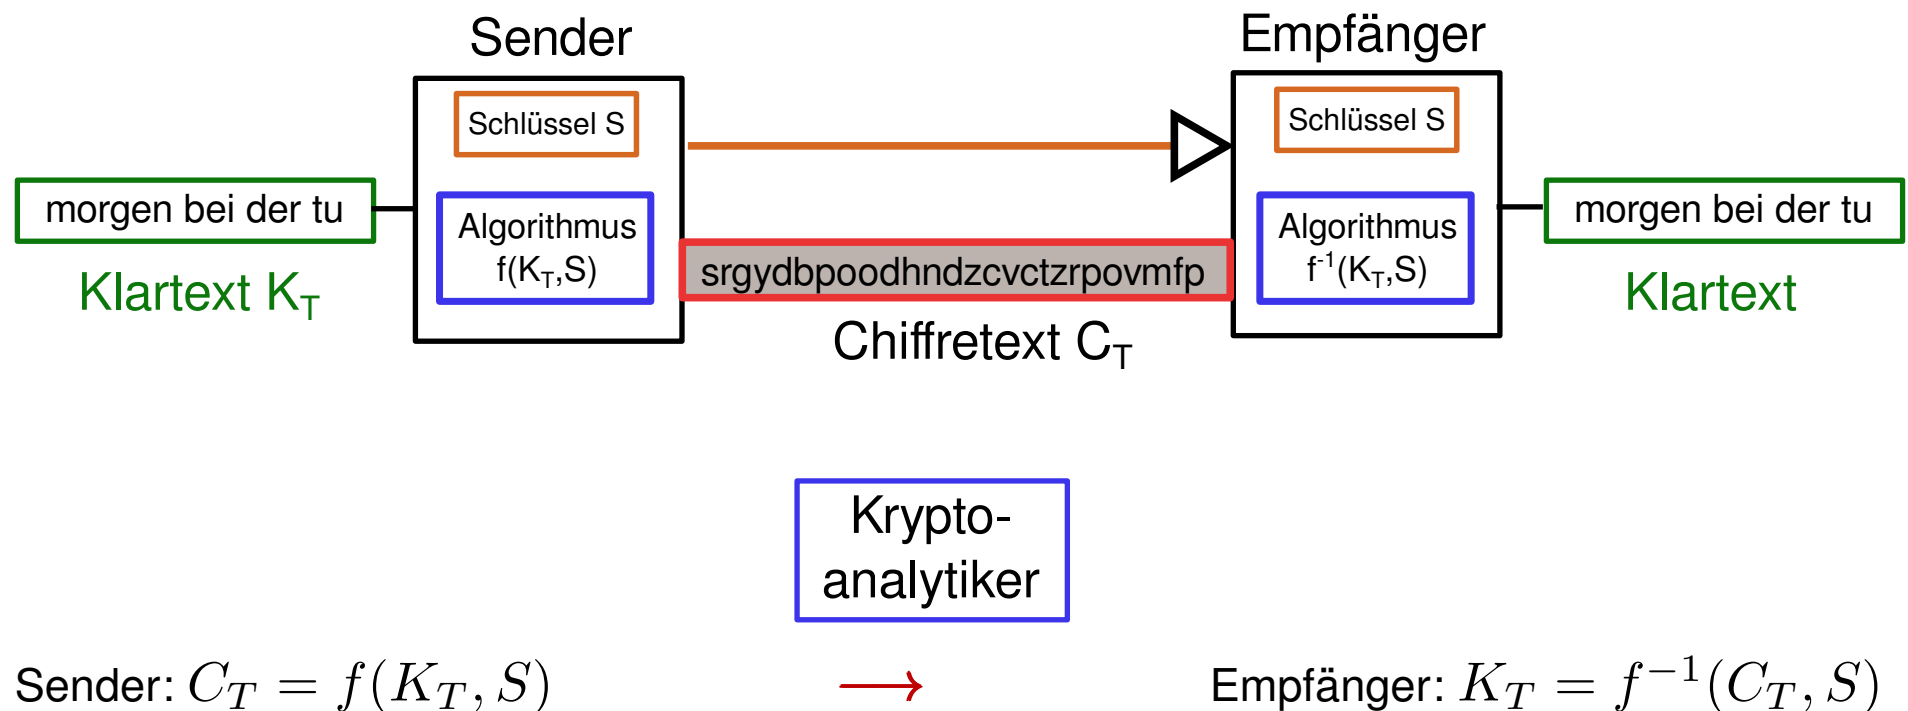 Sender
Empfänger
Schlüssel S
Schlüssel S
morgen bei der tu
Algorithmus
f(K_T,S)
srgydbpoodhndzcvctzrpovmfp
Algorithmus
f^-1(K_T,S)
morgen bei der tu
Klartext K_T
Chiffretext C_T
Klartext
Krypto-
analytiker
Sender: C_T = f(K_T, S) → Empfänger: K_T = f^{-1}(C_T, S)